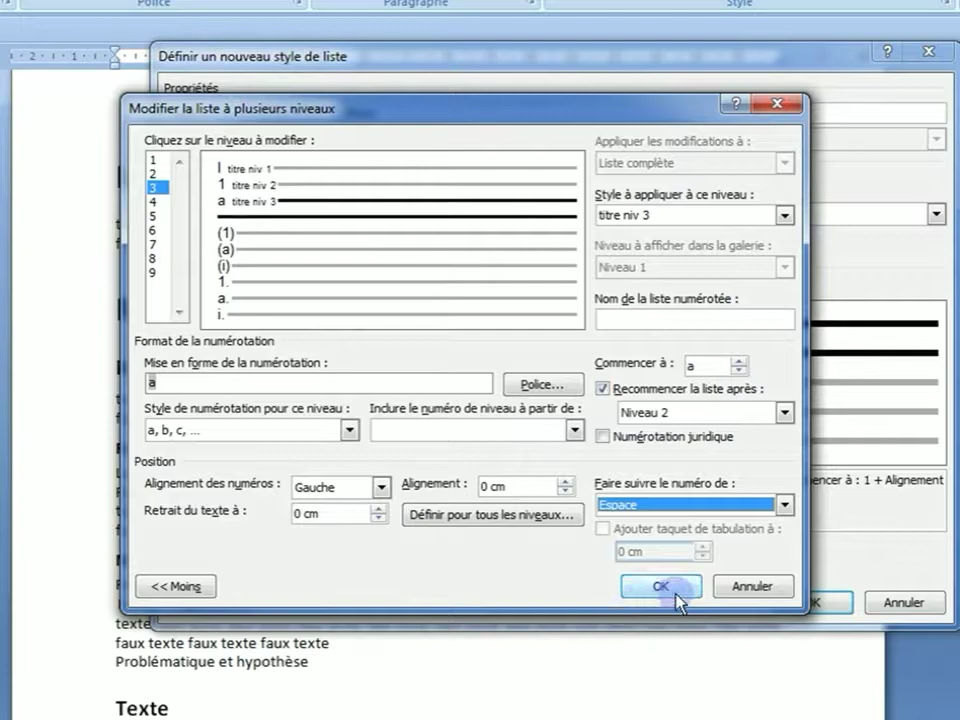 Police
Paragraphe
Style
2 1
Définir un nouveau style de liste
Propriétés
Modifier la liste à plusieurs niveaux
Cliquez sur le niveau à modifier :
1
2
3
4
5
6
7
8
9
I titre niv 1
1 titre niv 2
a titre niv 3
(1)
(a)
(i)
1.
a.
i.
Appliquer les modifications à :
Liste complète
Style à appliquer à ce niveau :
titre niv 3
Niveau à afficher dans la galerie :
Niveau 1
Nom de la liste numérotée :
Format de la numérotation
Mise en forme de la numérotation :
a
Police...
Commencer à : a
Recommencer la liste après :
Niveau 2
Numérotation juridique
Style de numérotation pour ce niveau :
a, b, c, ...
Inclure le numéro de niveau à partir de :
Position
Alignement des numéros : Gauche
Alignement : 0 cm
Retrait du texte à : 0 cm
Définir pour tous les niveaux...
Faire suivre le numéro de :
Espace
Ajouter taquet de tabulation à :
0 cm
<< Moins
OK
Annuler
ncer à : 1 + Alignement
OK
Annuler
texte
faux texte faux texte faux texte
Problématique et hypothèse
Texte